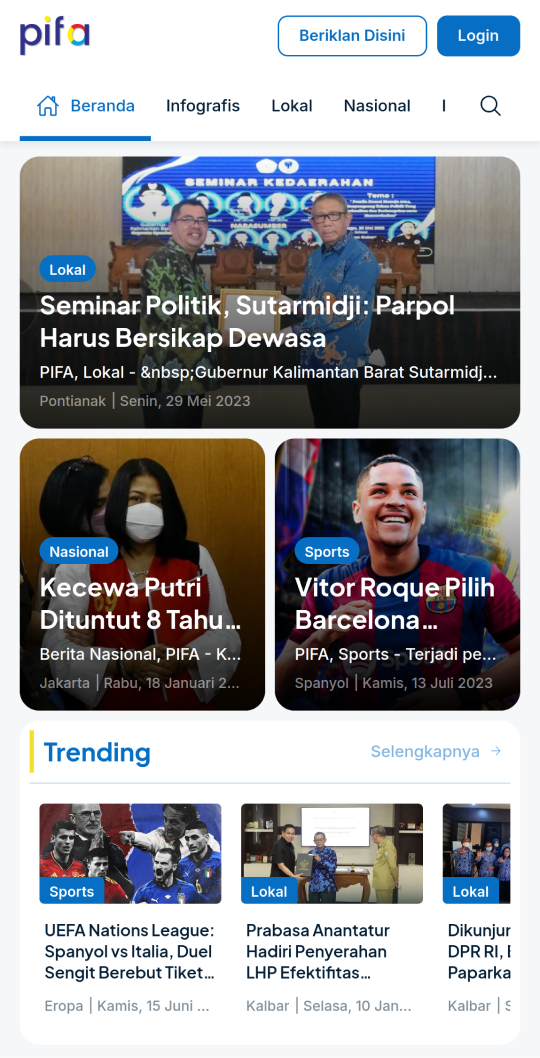 pifa
Beriklan Disini
Login
Beranda
Infografis
Lokal
Nasional
SEMINAR KEDAERAHAN
Tema :
NARASUMBER
Lokal
Seminar Politik, Sutarmidji: Parpol
Harus Bersikap Dewasa
PIFA, Lokal - &nbsp;Gubernur Kalimantan Barat Sutarmidj...
Pontianak | Senin, 29 Mei 2023
Nasional
Kecewa Putri
Dituntut 8 Tahu...
Berita Nasional, PIFA - K...
Jakarta | Rabu, 18 Januari 2...
Sports
Vitor Roque Pilih
Barcelona...
PIFA, Sports - Terjadi pe...
Spanyol | Kamis, 13 Juli 2023
Trending
Selengkapnya →
Sports
UEFA Nations League:
Spanyol vs Italia, Duel
Sengit Berebut Tiket...
Eropa | Kamis, 15 Juni ...
Lokal
Prabasa Anantatur
Hadiri Penyerahan
LHP Efektifitas...
Kalbar | Selasa, 10 Jan...
Lokal
Dikunjur
DPR RI,
Paparka
Kalbar |